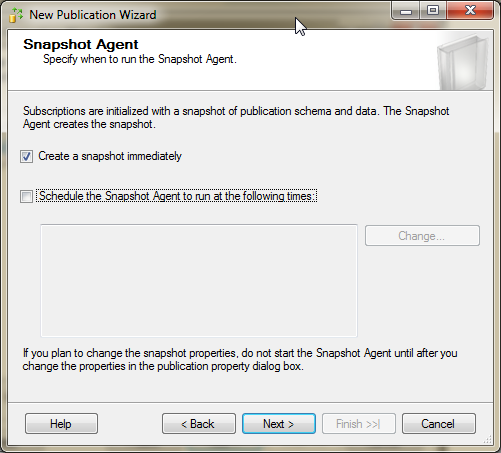 New Publication Wizard
Snapshot Agent
Specify when to run the Snapshot Agent.
Subscriptions are initialized with a snapshot of publication schema and data. The Snapshot
Agent creates the snapshot.
Create a snapshot immediately
Schedule the Snapshot Agent to run at the following times:
Change...
If you plan to change the snapshot properties, do not start the Snapshot Agent until after you
change the properties in the publication property dialog box.
Help
< Back
Next >
Finish >>|
Cancel